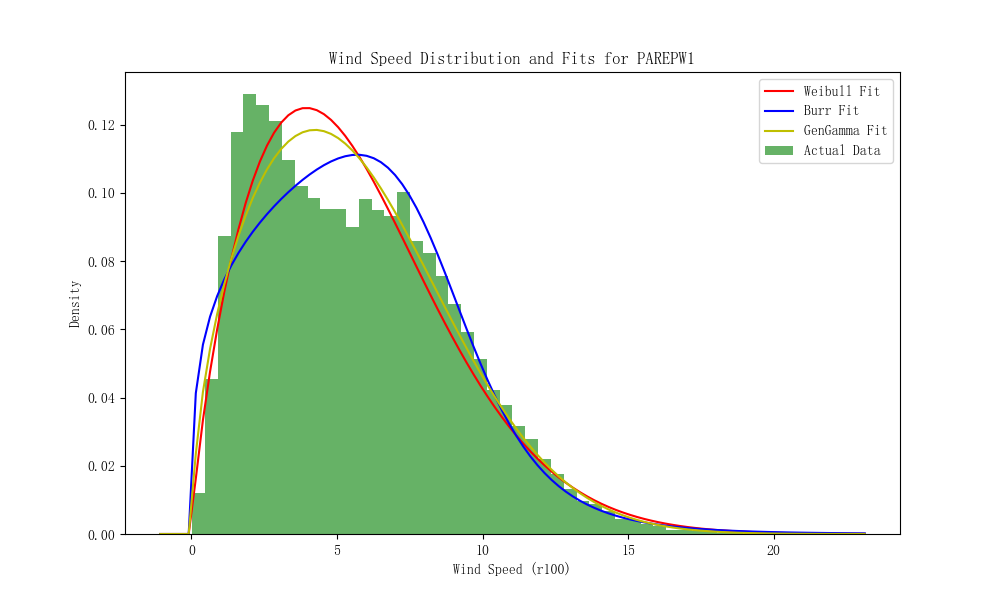 Wind Speed Distribution and Fits for PAREPW1
Weibull Fit
Burr Fit
GenGamma Fit
Actual Data
Density
0.12
0.10
0.08
0.06
0.04
0.02
0.00
0 5 10 15 20
Wind Speed (r100)